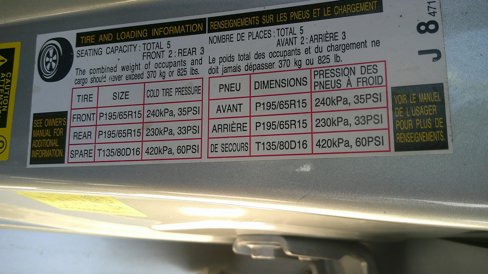 TIRE AND LOADING INFORMATION
SEATING CAPACITY: TOTAL 5
FRONT 2: REAR 3
The combined weight of occupants and
cargo should never exceed 370 kg or 825 lbs.
TIRE SIZE COLD TIRE PRESSURE
FRONT P195/65R15 240kPa, 35PSI
REAR P195/65R15 230kPa, 33PSI
SPARE T135/80D16 420kPa, 60PSI
SEE OWNER'S
MANUAL FOR
ADDITIONAL
INFORMATION
RENSEIGNEMENTS SUR LES PNEUS ET LE CHARGEMENT
NOMBRE DE PLACES: TOTAL 5
AVANT 2: ARRIÈRE 3
Le poids total des occupants et du chargement ne
doit jamais dépasser 370 kg ou 825 lb.
PNEU DIMENSIONS PRESSION DES
PNEUS À FROID
AVANT P195/65R15 240kPa, 35PSI
ARRIÈRE P195/65R15 230kPa, 33PSI
DE SECOURS T135/80D16 420kPa, 60PSI
VOIR LE MANUEL
DE L'USAGER
POUR PLUS DE
RENSEIGNEMENTS.
J 8
471
CAUTION